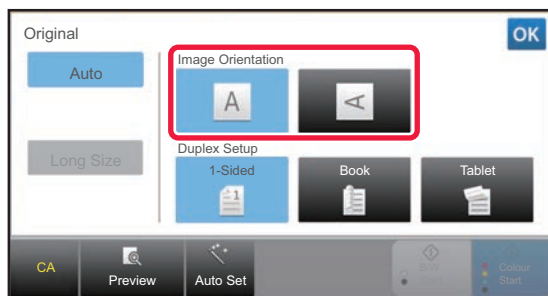 Original
OK
Auto
Image Orientation
A
A
Long Size
Duplex Setup
1-Sided
Book
Tablet
1
CA
Preview
Auto Set
B/W
Start
Colour
Start